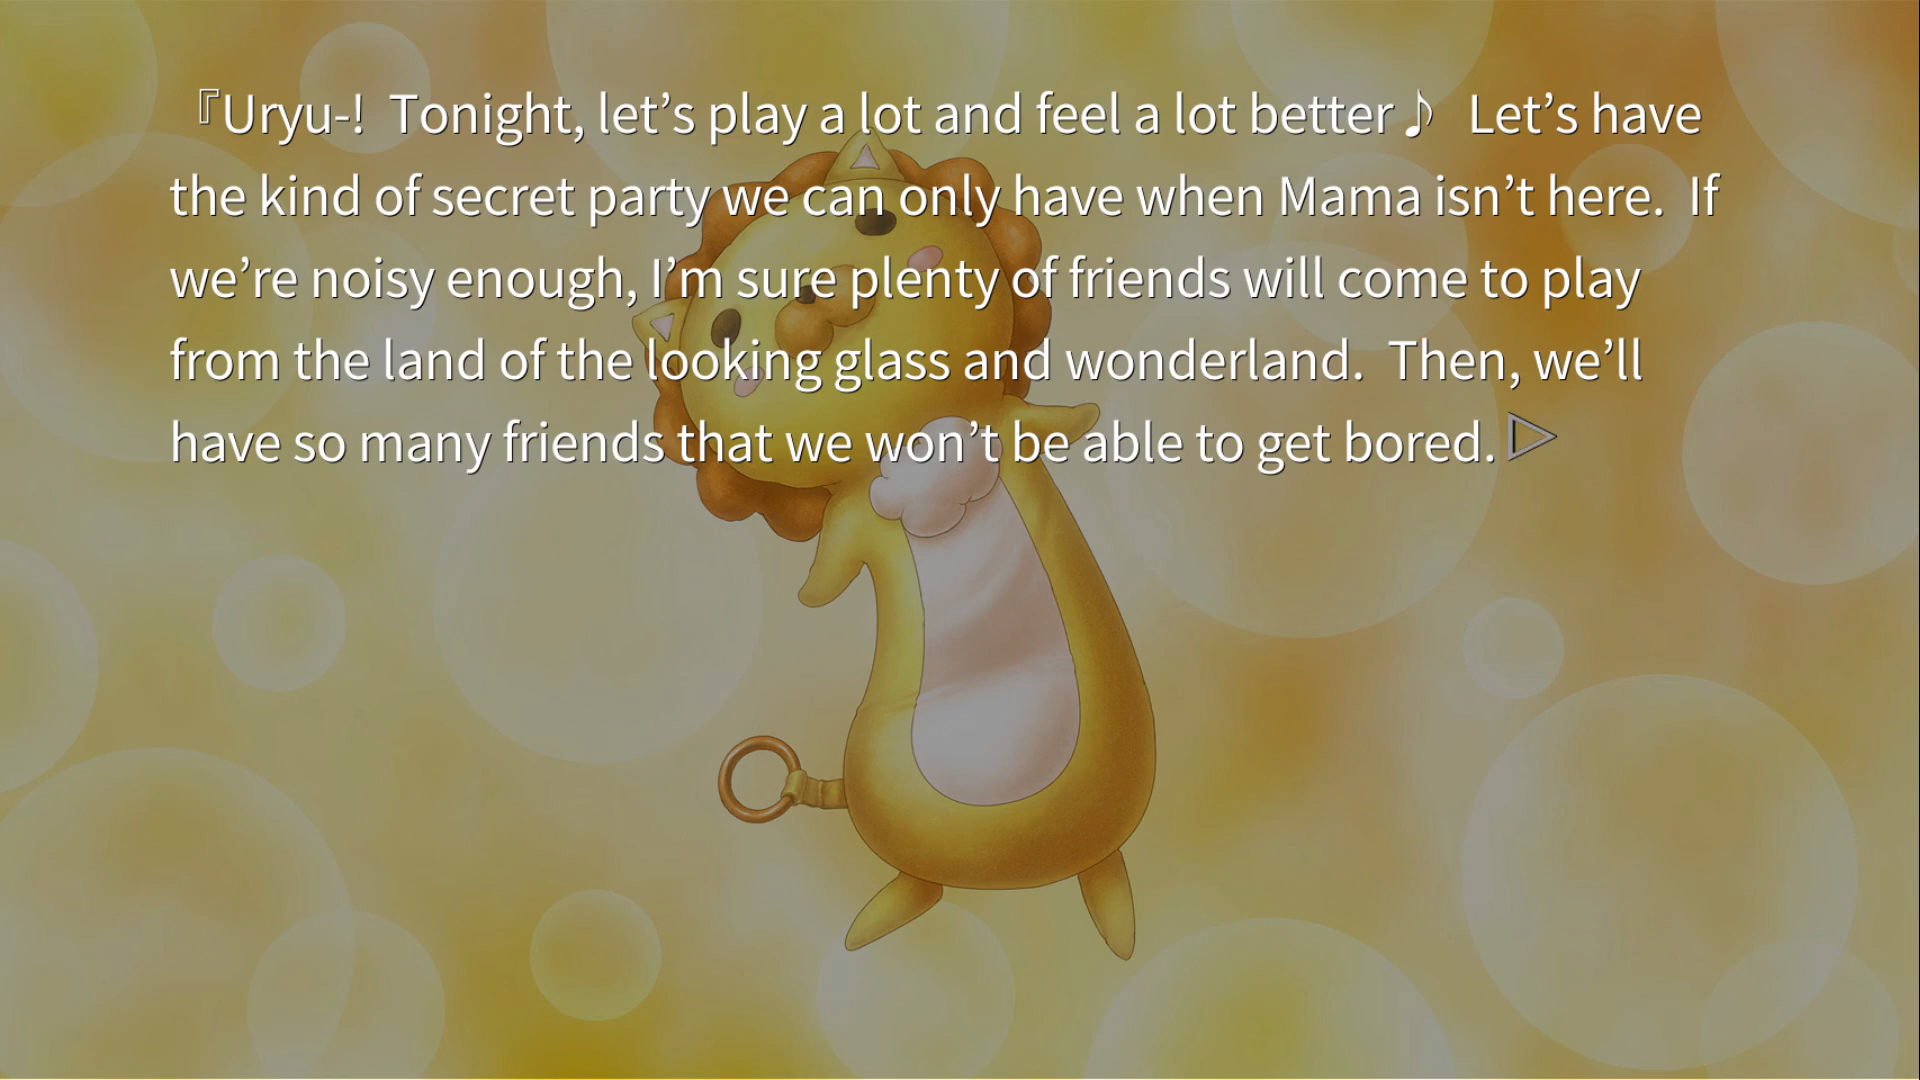 『Uryu-!  Tonight, let’s play a lot and feel a lot better♪  Let’s have
the kind of secret party we can only have when Mama isn’t here.  If
we’re noisy enough, I’m sure plenty of friends will come to play
from the land of the looking glass and wonderland.  Then, we’ll
have so many friends that we won’t be able to get bored.